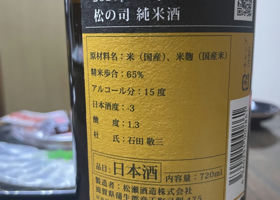 松の司 純米酒
原材料名：米（国産）、米麹（国産米）
精米歩合：65%
アルコール分：15度
日本酒度：-3
酸　度：1.3
杜　氏：石田 敬三
品目：日本酒 内容量：720ml
製造者：松瀬酒造株式会社